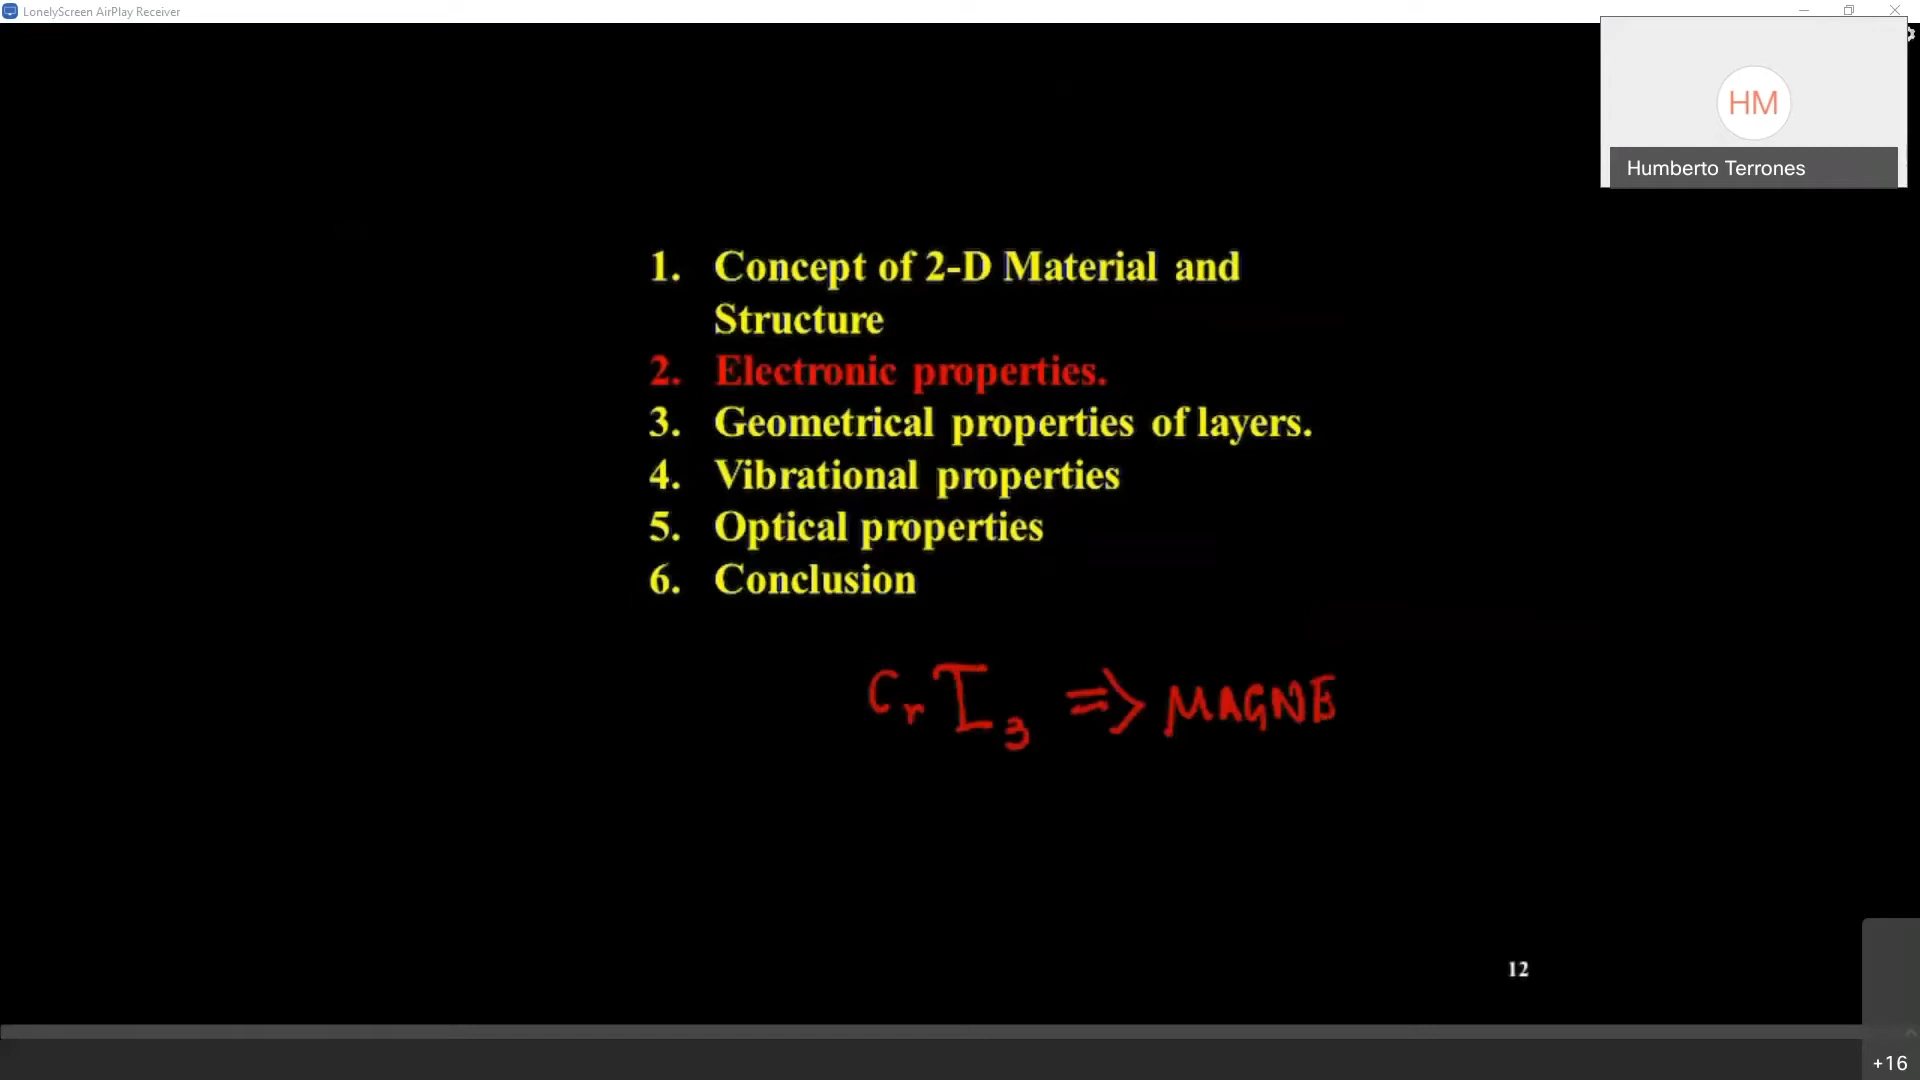 LonelyScreen AirPlay Receiver
HM
Humberto Terrones
1. Concept of 2-D Material and
Structure
2. Electronic properties.
3. Geometrical properties of layers.
4. Vibrational properties
5. Optical properties
6. Conclusion
CrI3 => MAGNE
12
+16